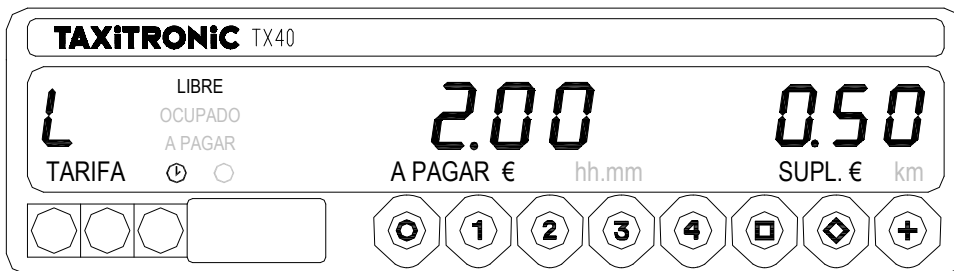 TAXiTRONiC TX40
LIBRE
L 2.00 0.50
OCUPADO
A PAGAR
TARIFA A PAGAR € hh.mm SUPL. € km
1 2 3 4 +